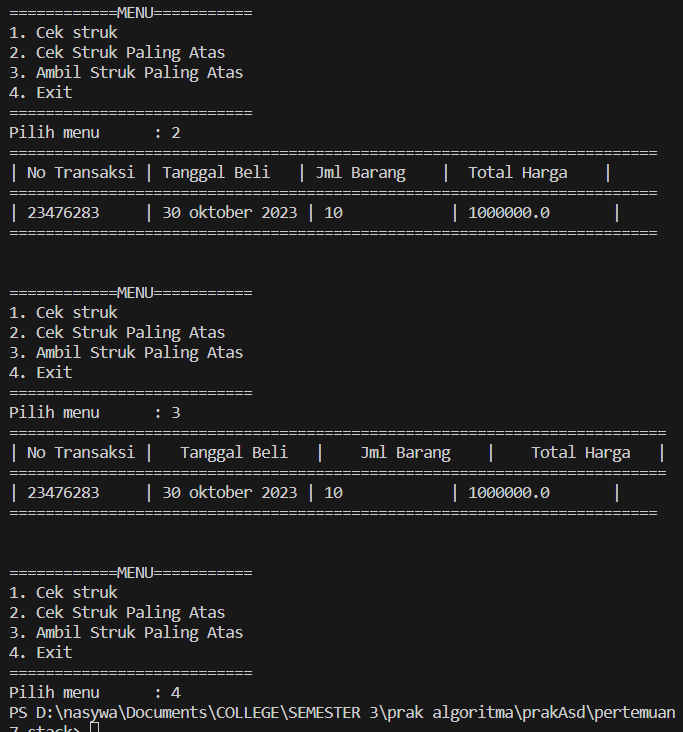 ============MENU===========
1. Cek struk
2. Cek Struk Paling Atas
3. Ambil Struk Paling Atas
4. Exit
===========================
Pilih menu      : 2
========================================================================
| No Transaksi | Tanggal Beli   | Jml Barang    |  Total Harga    |
========================================================================
| 23476283     | 30 oktober 2023 | 10            | 1000000.0       |
========================================================================
============MENU===========
1. Cek struk
2. Cek Struk Paling Atas
3. Ambil Struk Paling Atas
4. Exit
===========================
Pilih menu      : 3
=========================================================================
| No Transaksi |   Tanggal Beli   |    Jml Barang    |    Total Harga   |
=========================================================================
| 23476283     | 30 oktober 2023 | 10            | 1000000.0       |
========================================================================
============MENU===========
1. Cek struk
2. Cek Struk Paling Atas
3. Ambil Struk Paling Atas
4. Exit
===========================
Pilih menu      : 4
PS D:\nasywa\Documents\COLLEGE\SEMESTER 3\prak algoritma\prakAsd\pertemuan
7 stack>